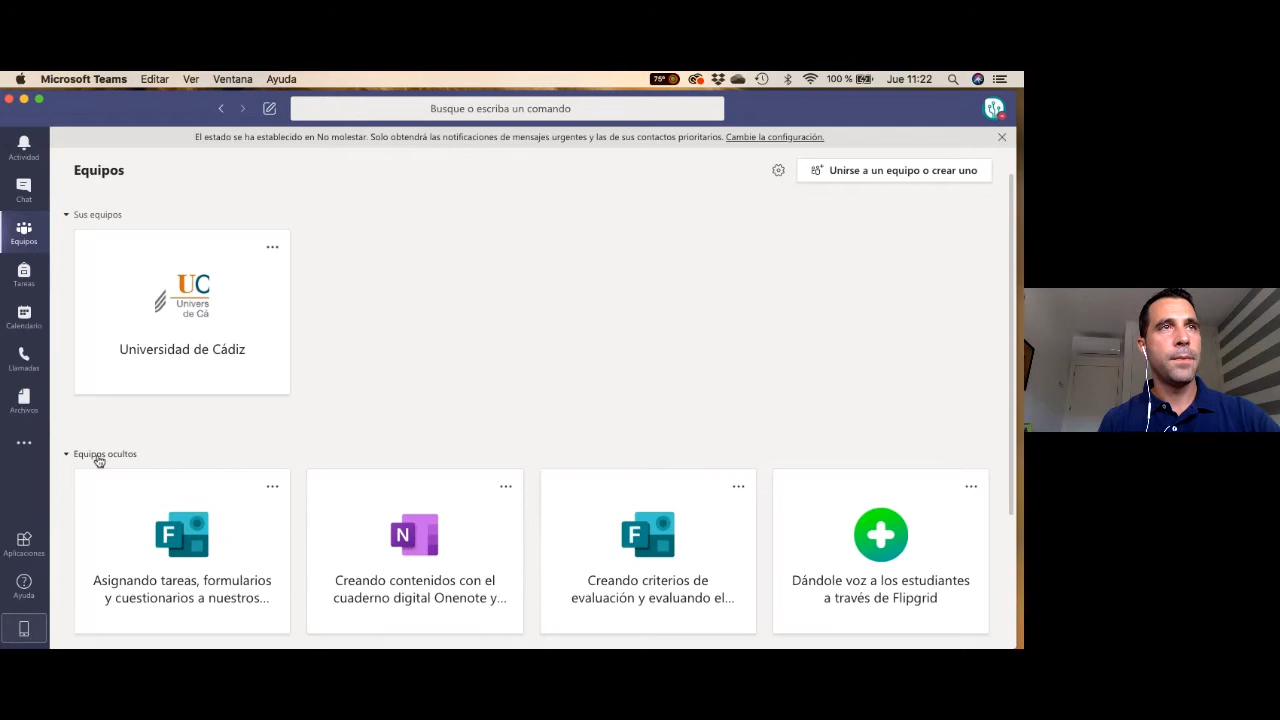 Microsoft Teams Editar Ver Ventana Ayuda 75° 100 % Jue 11:22
Busque o escriba un comando
El estado se ha establecido en No molestar. Solo obtendrá las notificaciones de mensajes urgentes y las de sus contactos prioritarios. Cambie la configuración.
Actividad
Chat
Equipos
Tareas
Calendario
Llamadas
Archivos
Aplicaciones
Ayuda
Equipos
Unirse a un equipo o crear uno
Sus equipos
UC
Univers
de Cá
Universidad de Cádiz
Equipos ocultos
F
Asignando tareas, formularios
y cuestionarios a nuestros...
N
Creando contenidos con el
cuaderno digital Onenote y...
F
Creando criterios de
evaluación y evaluando el...
Dándole voz a los estudiantes
a través de Flipgrid